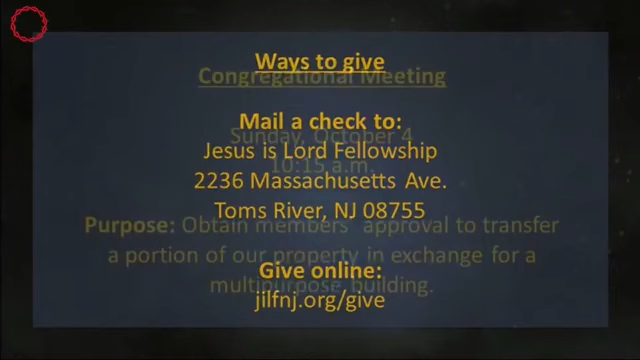 Ways to give
Congregational Meeting
Mail a check to:
Sunday, October 4
Jesus is Lord Fellowship
10:15 a.m.
2236 Massachusetts Ave.
Toms River, NJ 08755
Purpose: Obtain members' approval to transfer
a portion of our property in exchange for a
Give online:
multipurpose building.
jilfnj.org/give